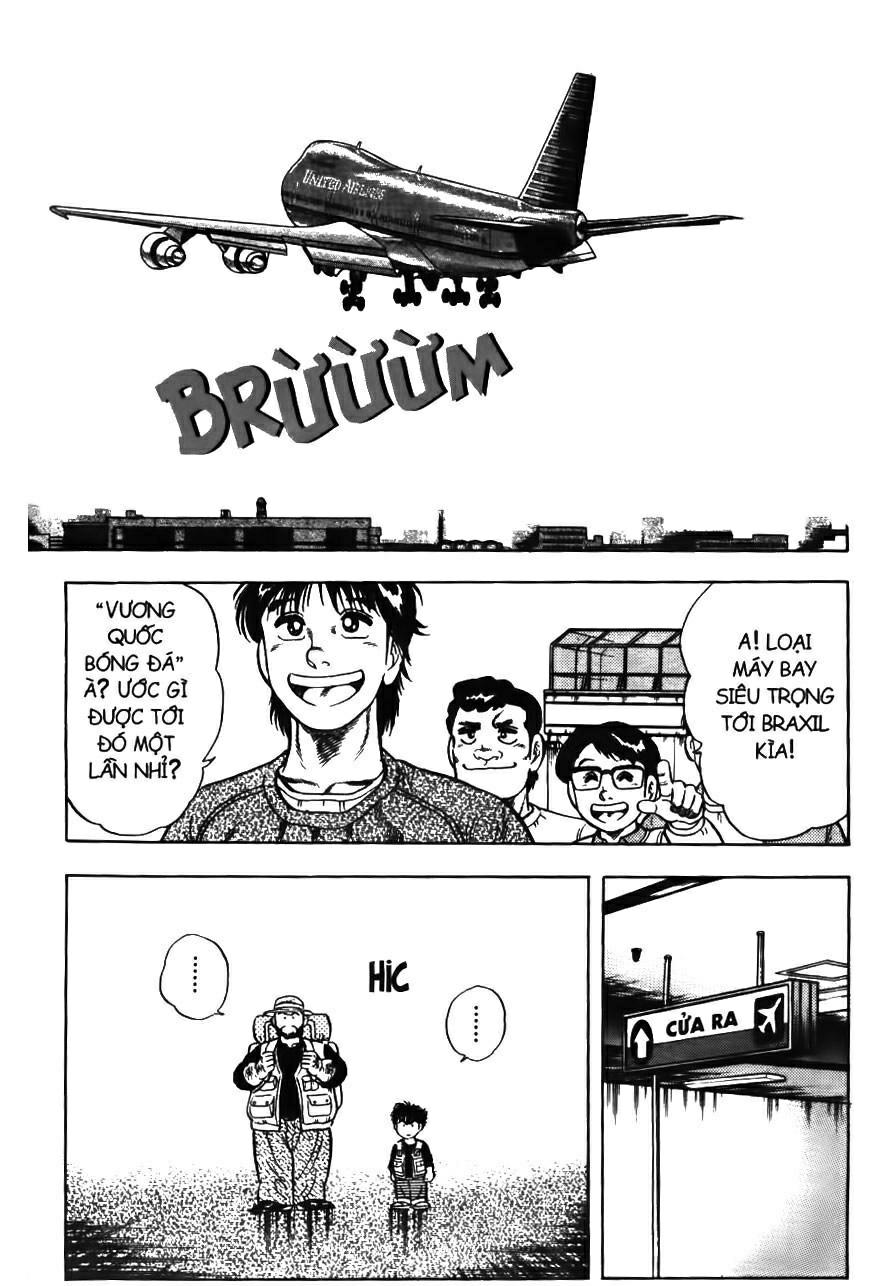 UNITED AIRLINES
BRỪỪỪM
A! LOẠI
MÁY BAY
SIÊU TRỌNG
TỚI BRAXIL
KÌA!
“VƯƠNG
QUỐC
BÓNG ĐÁ”
À? ƯỚC GÌ
ĐƯỢC TỚI
ĐÓ MỘT
LẦN NHỈ?
CỬA RA
......
HIC
......